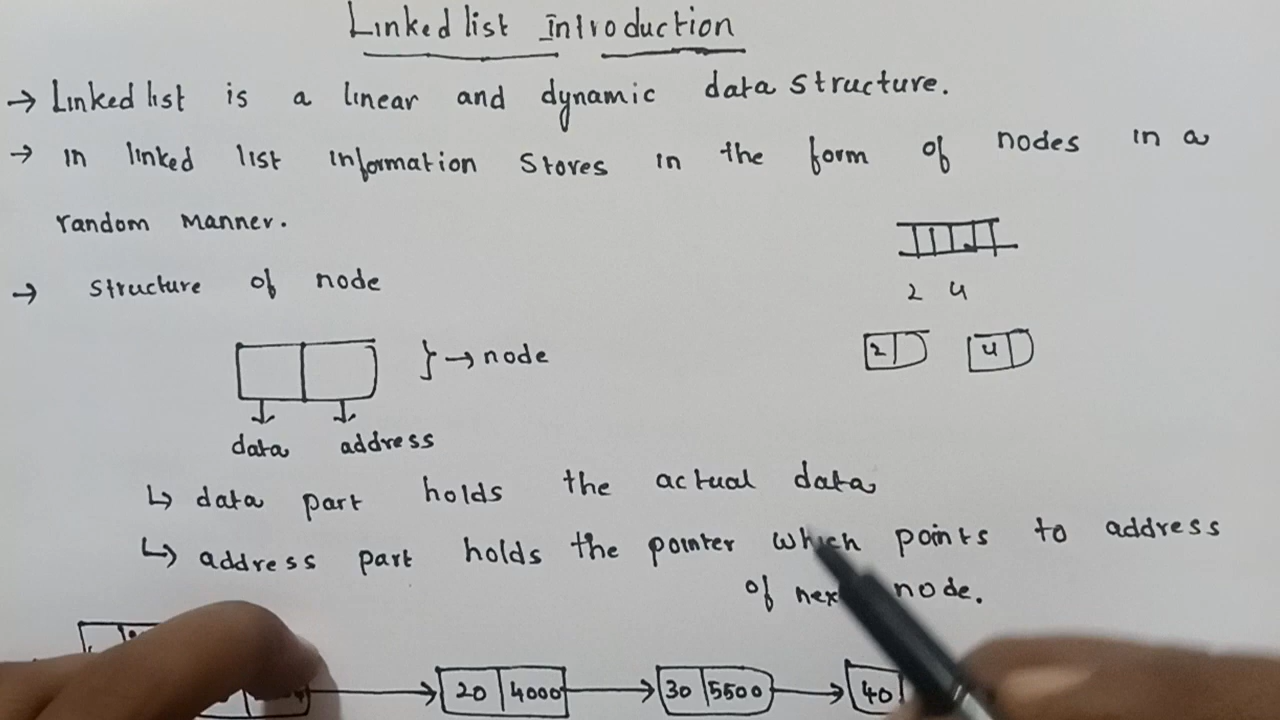 Linked list Introduction
→ Linked list is a linear and dynamic data structure.
→ in linked list information stores in the form of nodes in a
random manner.
→ structure of node
2 4
} → node
2 4
data address
↳ data part holds the actual data
↳ address part holds the pointer which points to address
of next node.
20 4000 → 30 5500 → 40